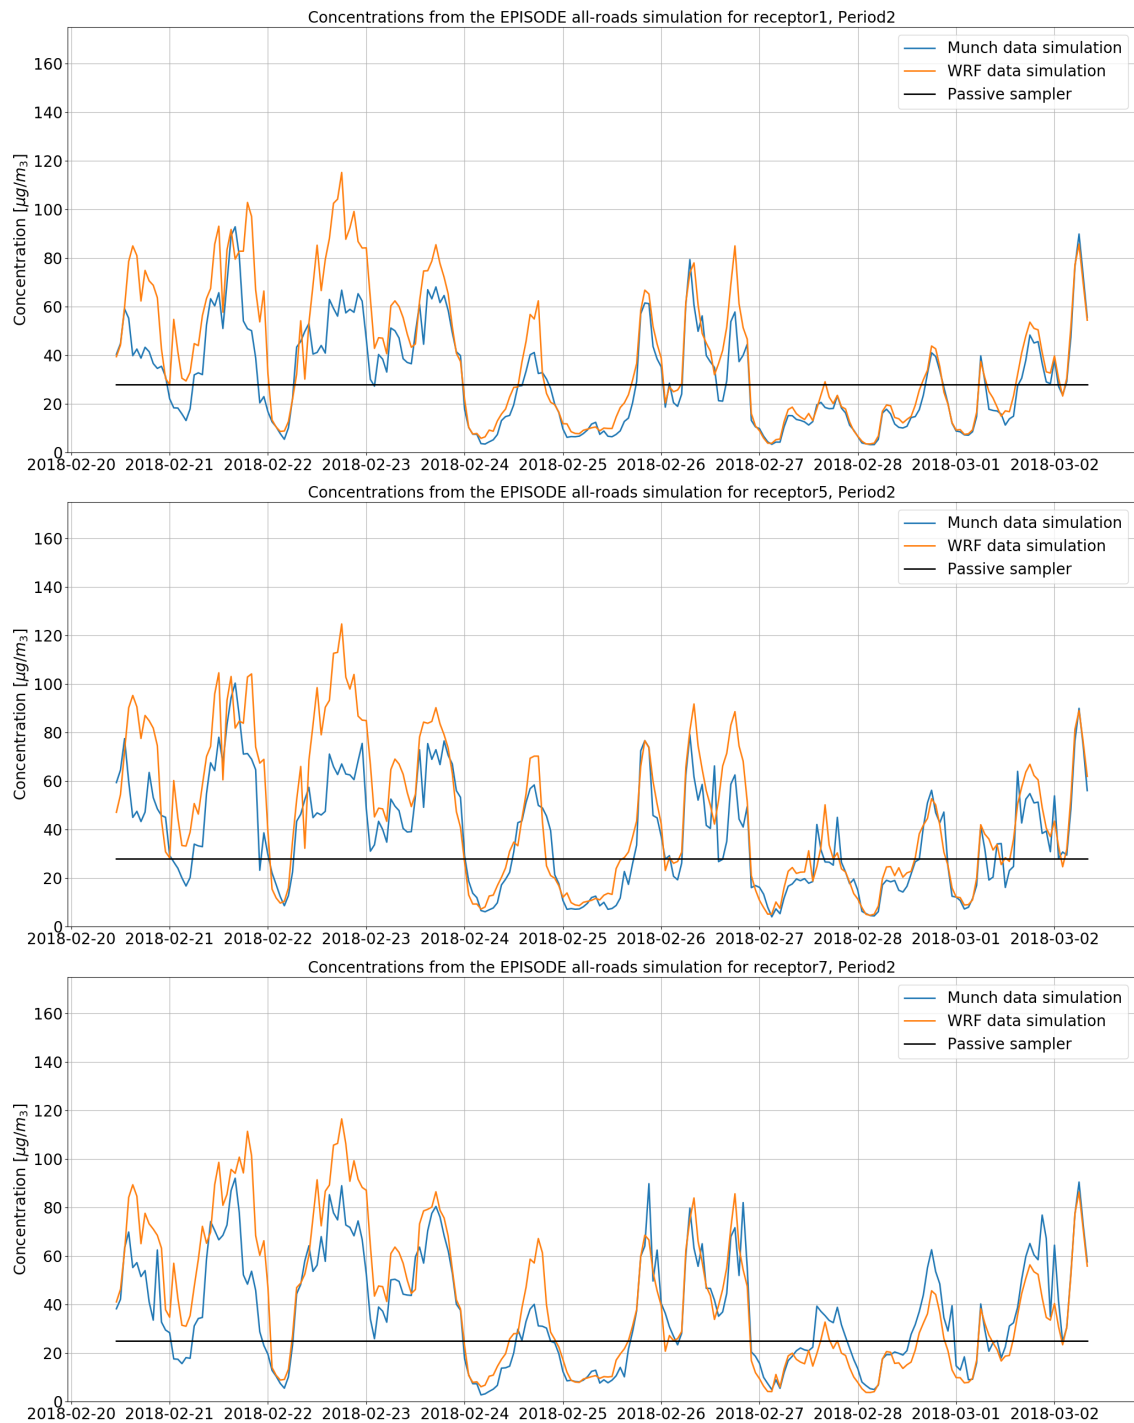 Concentrations from the EPISODE all-roads simulation for receptor1, Period2
Munch data simulation
WRF data simulation
Passive sampler
Concentration [µg/m₃]
160
140
120
100
80
60
40
20
0
2018-02-20 2018-02-21 2018-02-22 2018-02-23 2018-02-24 2018-02-25 2018-02-26 2018-02-27 2018-02-28 2018-03-01 2018-03-02
Concentrations from the EPISODE all-roads simulation for receptor5, Period2
Munch data simulation
WRF data simulation
Passive sampler
Concentration [µg/m₃]
160
140
120
100
80
60
40
20
0
2018-02-20 2018-02-21 2018-02-22 2018-02-23 2018-02-24 2018-02-25 2018-02-26 2018-02-27 2018-02-28 2018-03-01 2018-03-02
Concentrations from the EPISODE all-roads simulation for receptor7, Period2
Munch data simulation
WRF data simulation
Passive sampler
Concentration [µg/m₃]
160
140
120
100
80
60
40
20
0
2018-02-20 2018-02-21 2018-02-22 2018-02-23 2018-02-24 2018-02-25 2018-02-26 2018-02-27 2018-02-28 2018-03-01 2018-03-02